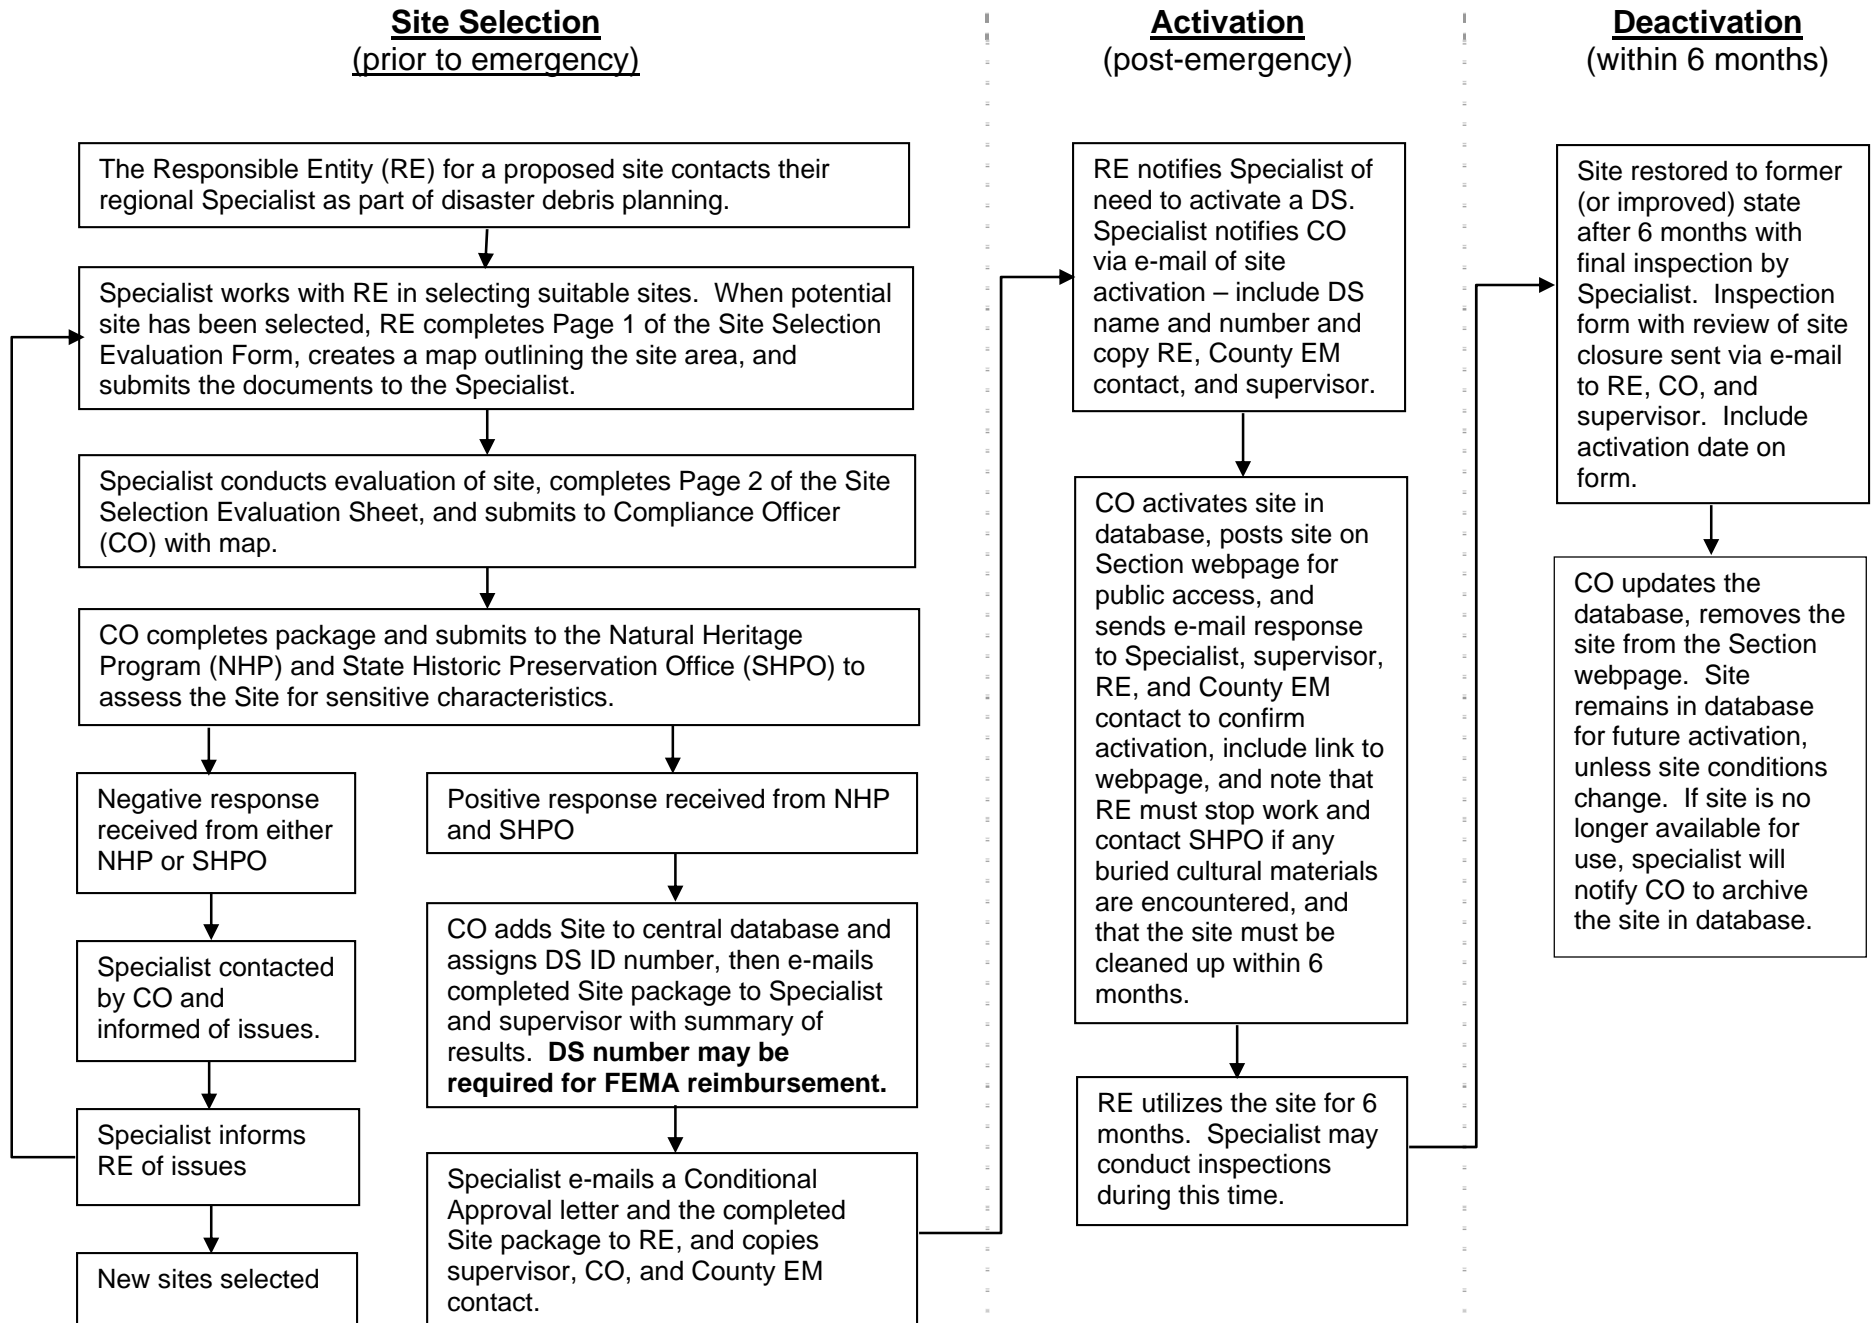 Site Selection
(prior to emergency)
The Responsible Entity (RE) for a proposed site contacts their
regional Specialist as part of disaster debris planning.
Specialist works with RE in selecting suitable sites.  When potential
site has been selected, RE completes Page 1 of the Site Selection
Evaluation Form, creates a map outlining the site area, and
submits the documents to the Specialist.
Specialist conducts evaluation of site, completes Page 2 of the Site
Selection Evaluation Sheet, and submits to Compliance Officer
(CO) with map.
CO completes package and submits to the Natural Heritage
Program (NHP) and State Historic Preservation Office (SHPO) to
assess the Site for sensitive characteristics.
Negative response
received from either
NHP or SHPO
Specialist contacted
by CO and
informed of issues.
Specialist informs
RE of issues
New sites selected
Positive response received from NHP
and SHPO
CO adds Site to central database and
assigns DS ID number, then e-mails
completed Site package to Specialist
and supervisor with summary of
results.  DS number may be
required for FEMA reimbursement.
Specialist e-mails a Conditional
Approval letter and the completed
Site package to RE, and copies
supervisor, CO, and County EM
contact.
Activation
(post-emergency)
RE notifies Specialist of
need to activate a DS.
Specialist notifies CO
via e-mail of site
activation – include DS
name and number and
copy RE, County EM
contact, and supervisor.
CO activates site in
database, posts site on
Section webpage for
public access, and
sends e-mail response
to Specialist, supervisor,
RE, and County EM
contact to confirm
activation, include link to
webpage, and note that
RE must stop work and
contact SHPO if any
buried cultural materials
are encountered, and
that the site must be
cleaned up within 6
months.
RE utilizes the site for 6
months.  Specialist may
conduct inspections
during this time.
Deactivation
(within 6 months)
Site restored to former
(or improved) state
after 6 months with
final inspection by
Specialist.  Inspection
form with review of site
closure sent via e-mail
to RE, CO, and
supervisor.  Include
activation date on
form.
CO updates the
database, removes the
site from the Section
webpage.  Site
remains in database
for future activation,
unless site conditions
change.  If site is no
longer available for
use, specialist will
notify CO to archive
the site in database.